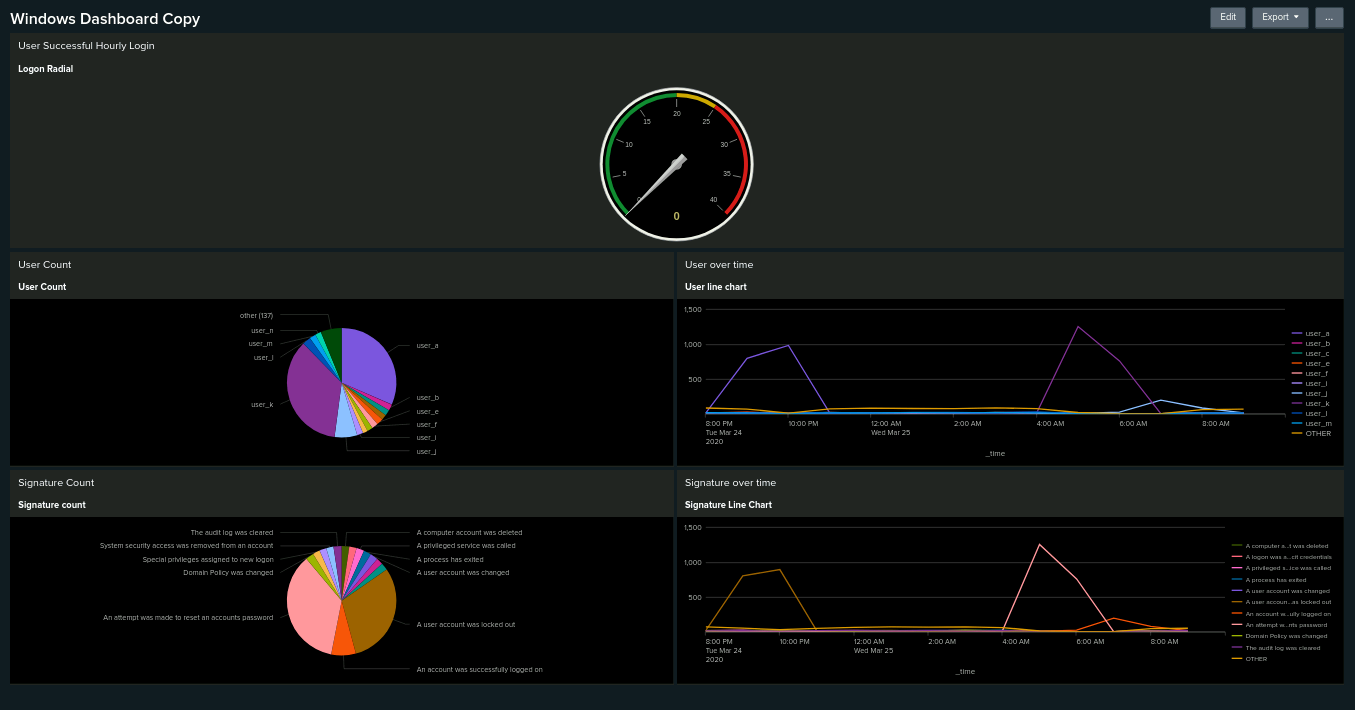 Windows Dashboard Copy
Edit
Export
...
User Successful Hourly Login
Logon Radial
0
5
10
15
20
25
30
35
40
0
User Count
User Count
other (137)
user_n
user_m
user_l
user_k
user_a
user_b
user_e
user_f
user_i
user_j
User over time
User line chart
1,500
1,000
500
8:00 PM
Tue Mar 24
2020
10:00 PM
12:00 AM
Wed Mar 25
2:00 AM
4:00 AM
6:00 AM
8:00 AM
_time
user_a
user_b
user_c
user_e
user_f
user_i
user_j
user_k
user_l
user_m
OTHER
Signature Count
Signature count
The audit log was cleared
System security access was removed from an account
Special privileges assigned to new logon
Domain Policy was changed
An attempt was made to reset an accounts password
A computer account was deleted
A privileged service was called
A process has exited
A user account was changed
A user account was locked out
An account was successfully logged on
Signature over time
Signature Line Chart
1,500
1,000
500
8:00 PM
Tue Mar 24
2020
10:00 PM
12:00 AM
Wed Mar 25
2:00 AM
4:00 AM
6:00 AM
8:00 AM
_time
A computer a...t was deleted
A logon was a...cit credentials
A privileged s...ice was called
A process has exited
A user account was changed
A user accoun...as locked out
An account w...ully logged on
An attempt w...nts password
Domain Policy was changed
The audit log was cleared
OTHER